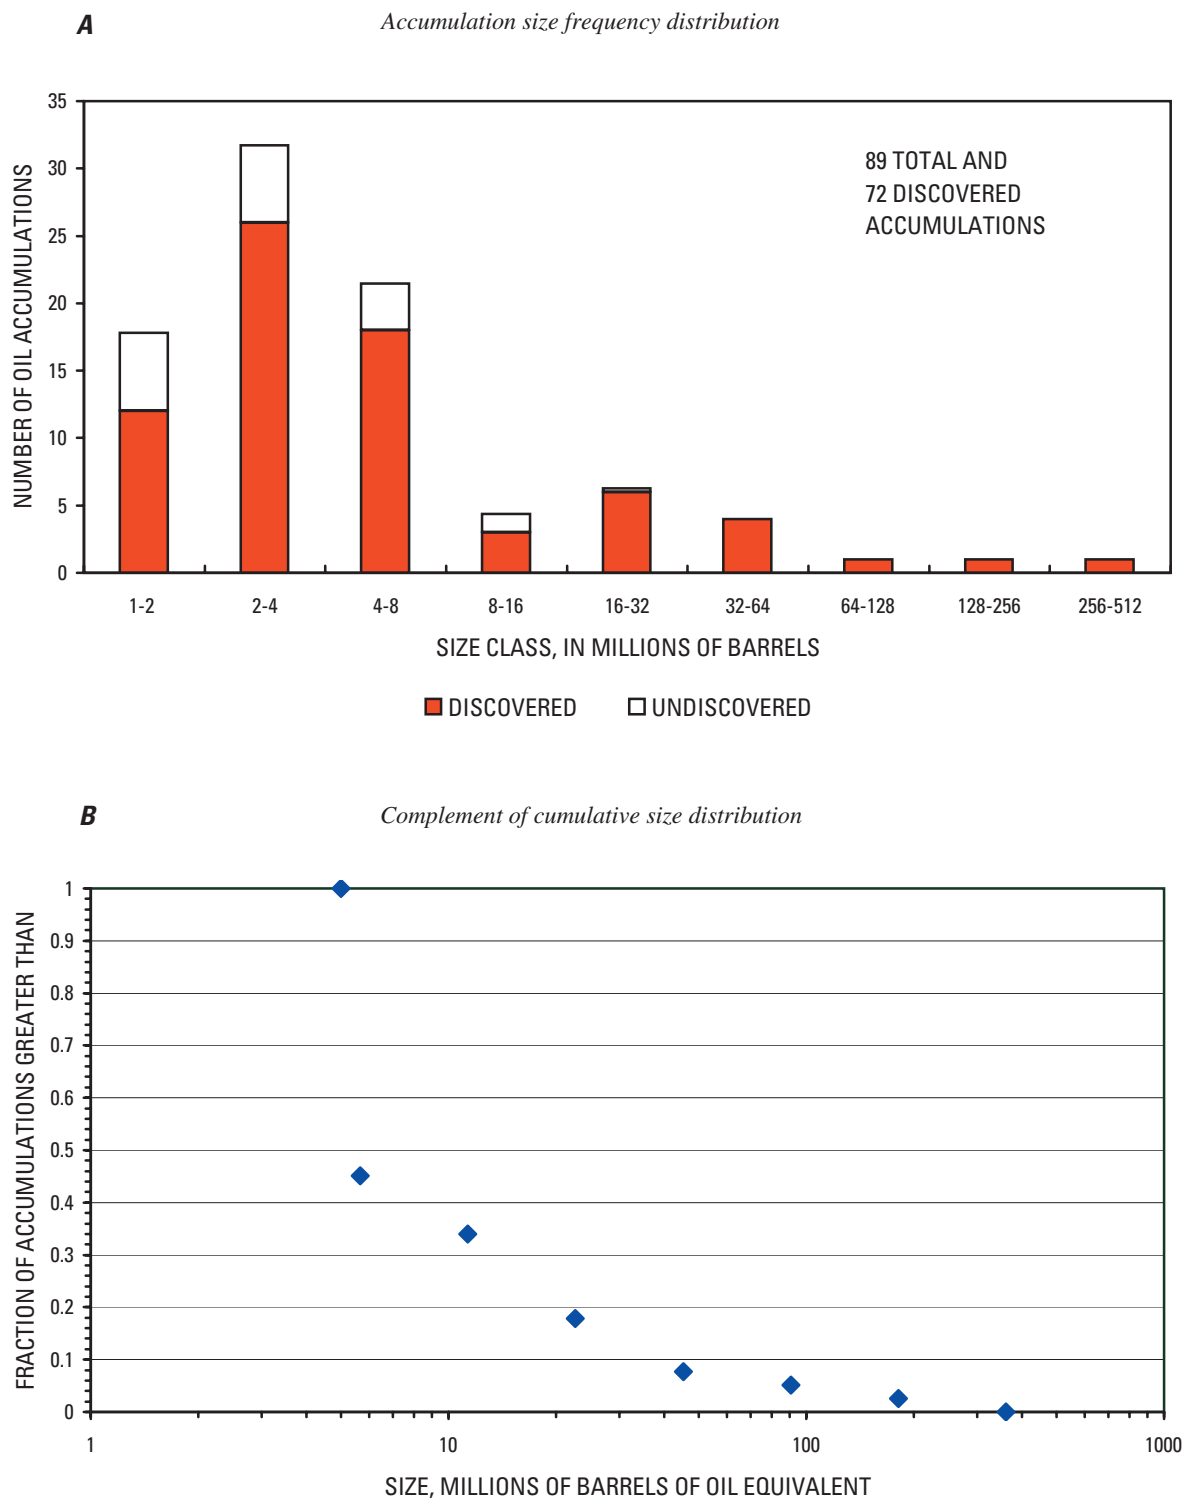 A
Accumulation size frequency distribution
35
30
25
20
15
10
5
0
NUMBER OF OIL ACCUMULATIONS
89 TOTAL AND
72 DISCOVERED
ACCUMULATIONS
1-2 2-4 4-8 8-16 16-32 32-64 64-128 128-256 256-512
SIZE CLASS, IN MILLIONS OF BARRELS
DISCOVERED UNDISCOVERED
B
Complement of cumulative size distribution
1
0.9
0.8
0.7
0.6
0.5
0.4
0.3
0.2
0.1
0
FRACTION OF ACCUMULATIONS GREATER THAN
1 10 100 1000
SIZE, MILLIONS OF BARRELS OF OIL EQUIVALENT